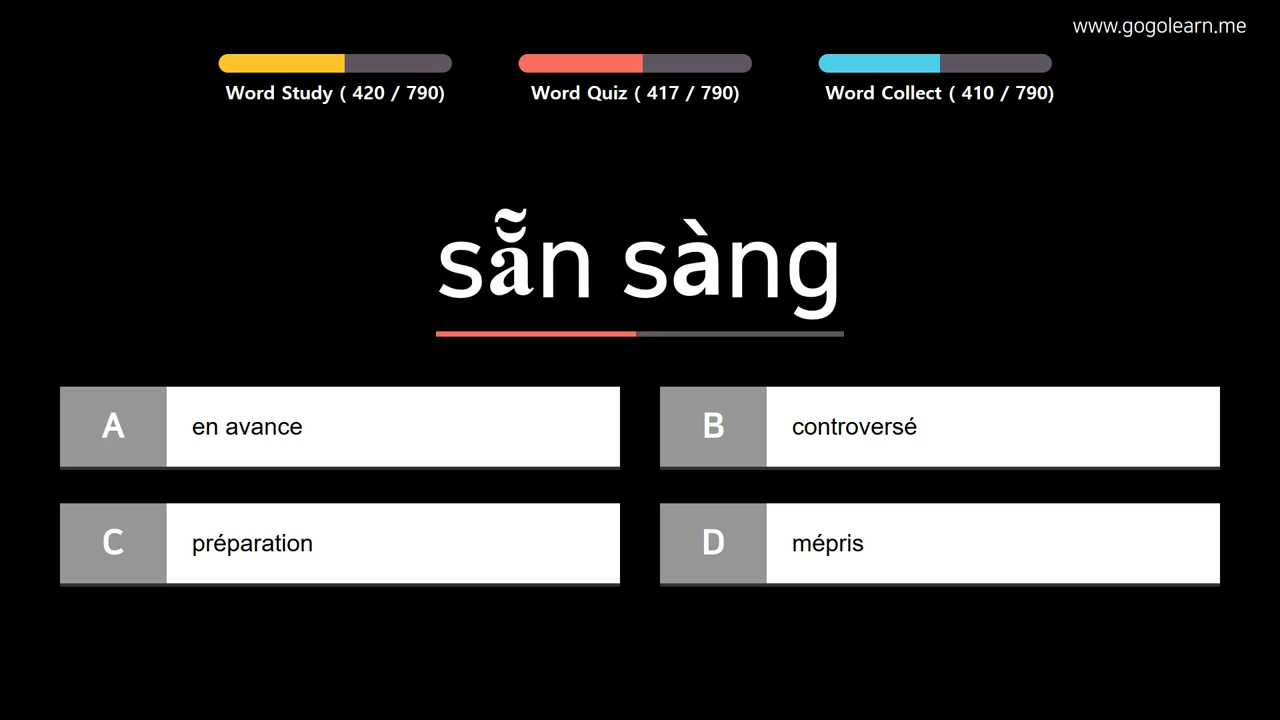 www.gogolearn.me
Word Study ( 420 / 790)
Word Quiz ( 417 / 790)
Word Collect ( 410 / 790)
sẵn sàng
A en avance
B controversé
C préparation
D mépris